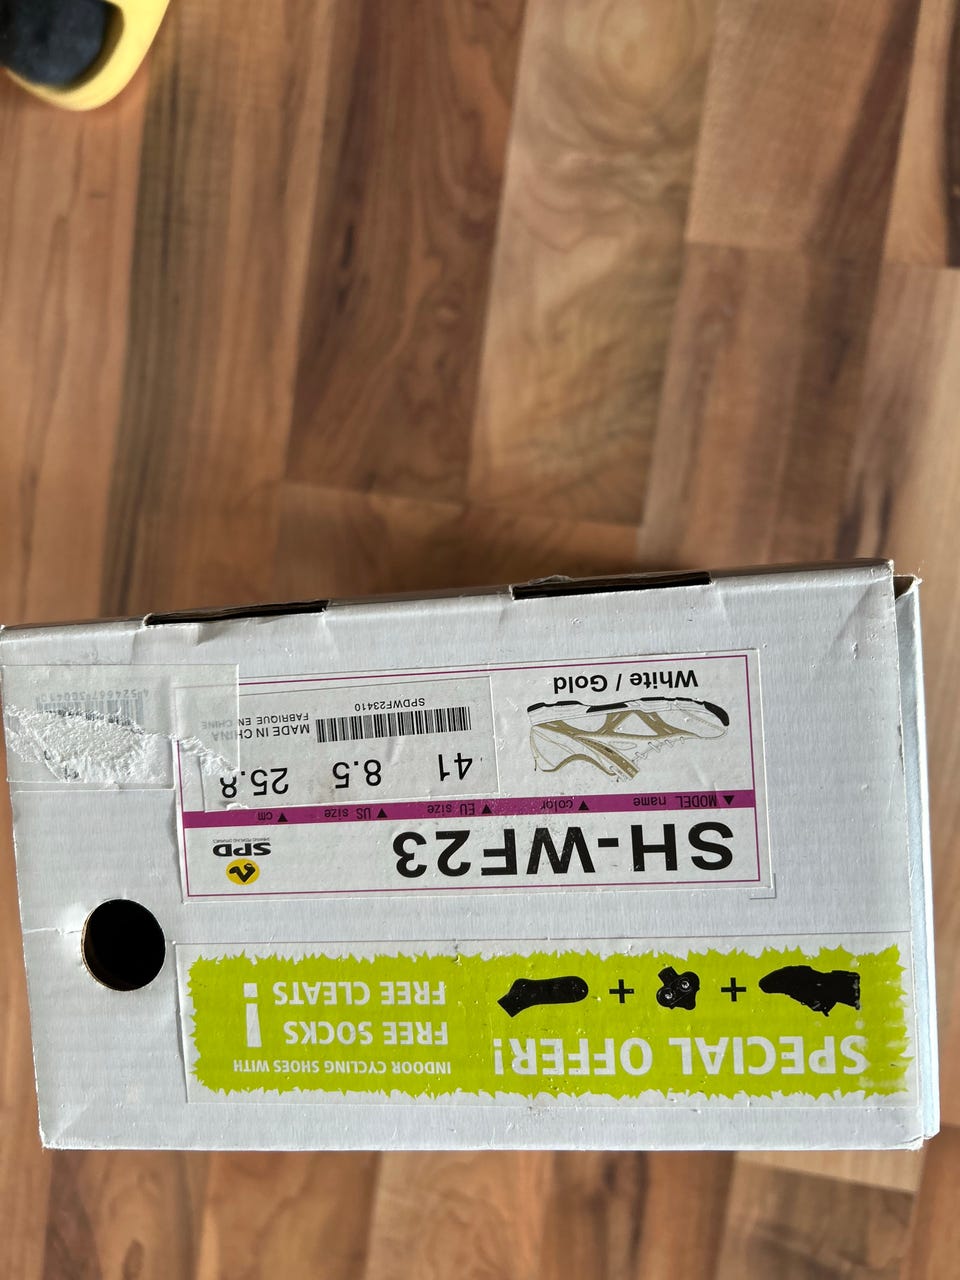 SPECIAL OFFER!
INDOOR CYCLING SHOES WITH
FREE SOCKS
FREE CLEATS
!
+ +
SH-WF23
SPD
▲ MODEL name ▲ color ▲ EU size ▲ US size ▲ cm
41 8.5 25.8
SPDWF23410
MADE IN CHINA
FABRIQUE EN CHINE
White / Gold